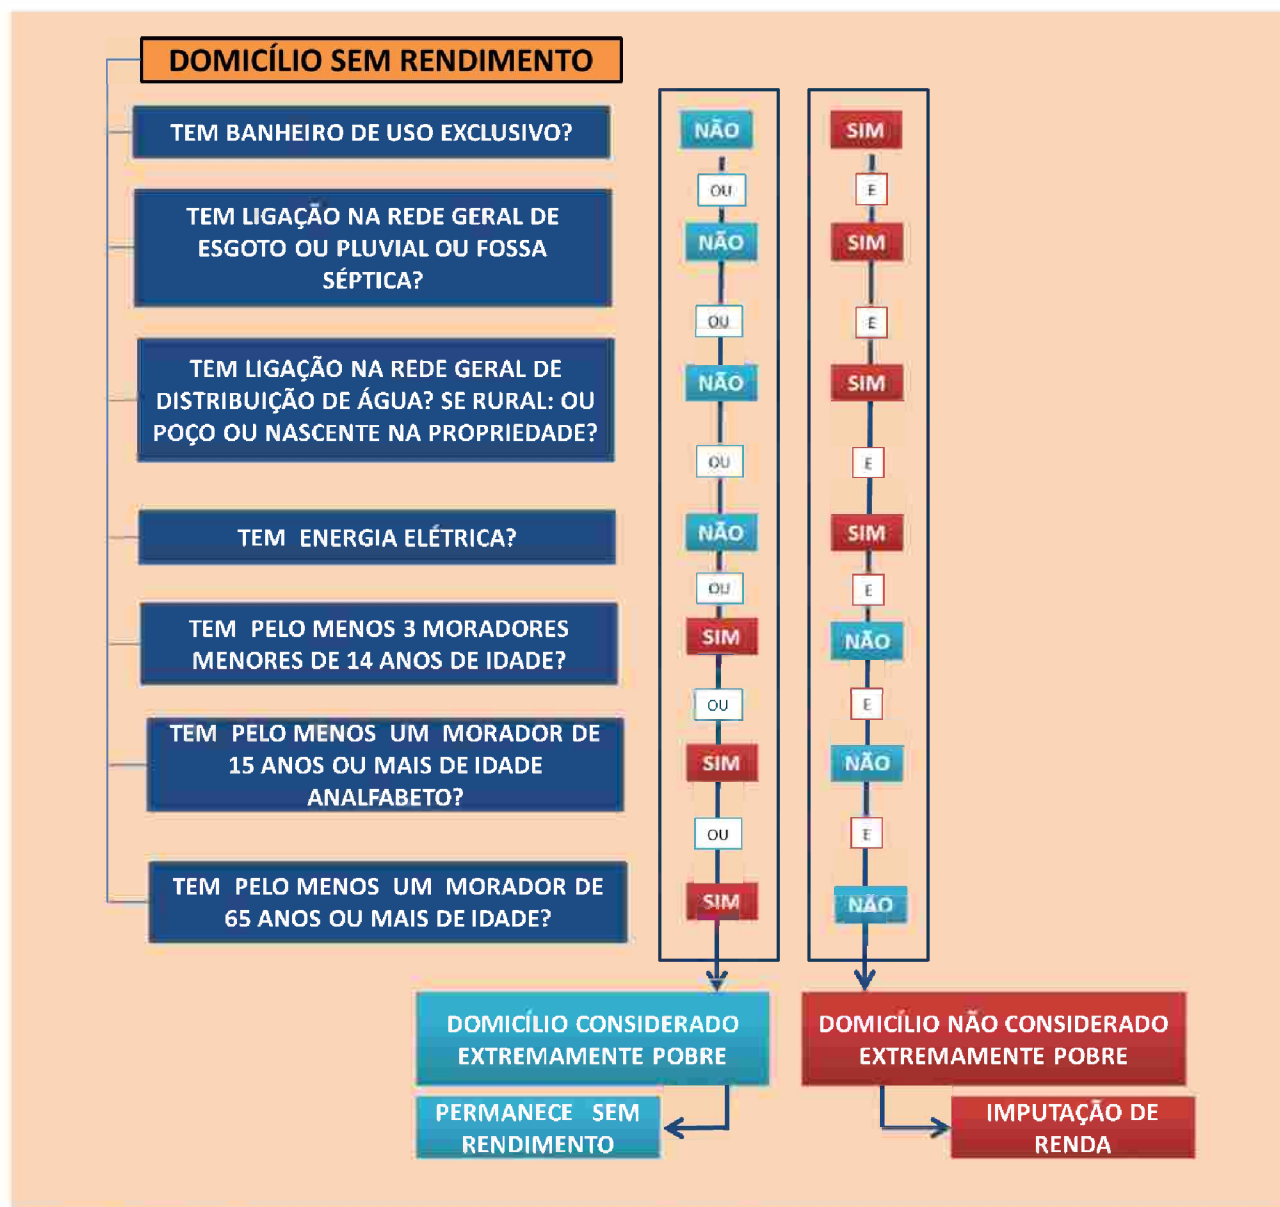 DOMICÍLIO SEM RENDIMENTO
TEM BANHEIRO DE USO EXCLUSIVO?
NÃO
SIM
OU
E
TEM LIGAÇÃO NA REDE GERAL DE
ESGOTO OU PLUVIAL OU FOSSA
SÉPTICA?
NÃO
SIM
OU
E
TEM LIGAÇÃO NA REDE GERAL DE
DISTRIBUIÇÃO DE ÁGUA? SE RURAL: OU
POÇO OU NASCENTE NA PROPRIEDADE?
NÃO
SIM
OU
E
TEM ENERGIA ELÉTRICA?
NÃO
SIM
OU
E
TEM PELO MENOS 3 MORADORES
MENORES DE 14 ANOS DE IDADE?
SIM
NÃO
OU
E
TEM PELO MENOS UM MORADOR DE
15 ANOS OU MAIS DE IDADE
ANALFABETO?
SIM
NÃO
OU
E
TEM PELO MENOS UM MORADOR DE
65 ANOS OU MAIS DE IDADE?
SIM
NÃO
DOMICÍLIO CONSIDERADO
EXTREMAMENTE POBRE
DOMICÍLIO NÃO CONSIDERADO
EXTREMAMENTE POBRE
PERMANECE SEM
RENDIMENTO
IMPUTAÇÃO DE
RENDA